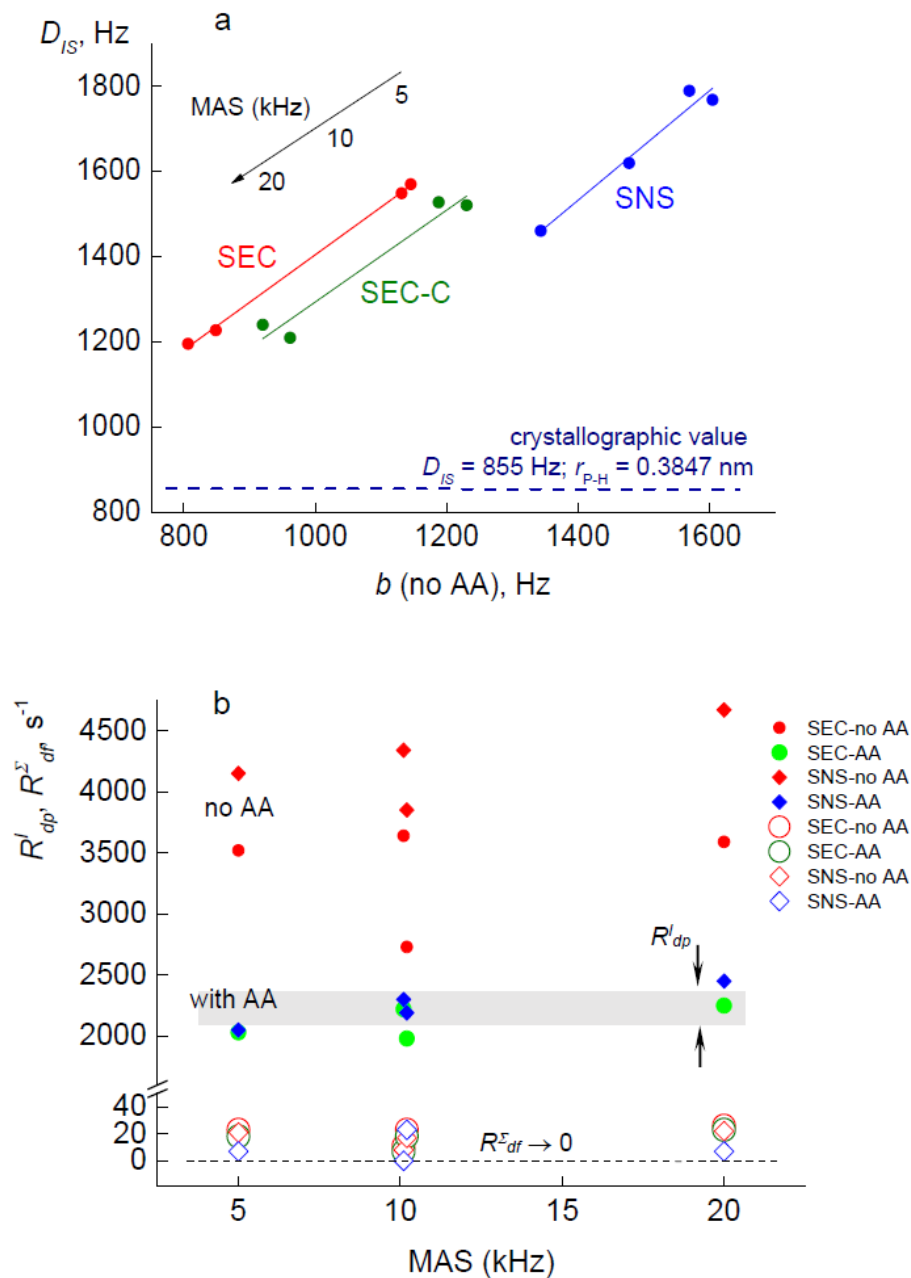 a
D_IS, Hz
1800
1600
1400
1200
1000
800
MAS (kHz)
5
10
20
SEC
SEC-C
SNS
crystallographic value
D_IS = 855 Hz; r_P-H = 0.3847 nm
800 1000 1200 1400 1600
b (no AA), Hz
b
R^I_dp, R^Σ_df, s^-1
4500
4000
3500
3000
2500
2000
40
20
0
no AA
with AA
R^I_dp
R^Σ_df → 0
SEC-no AA
SEC-AA
SNS-no AA
SNS-AA
SEC-no AA
SEC-AA
SNS-no AA
SNS-AA
5 10 15 20
MAS (kHz)